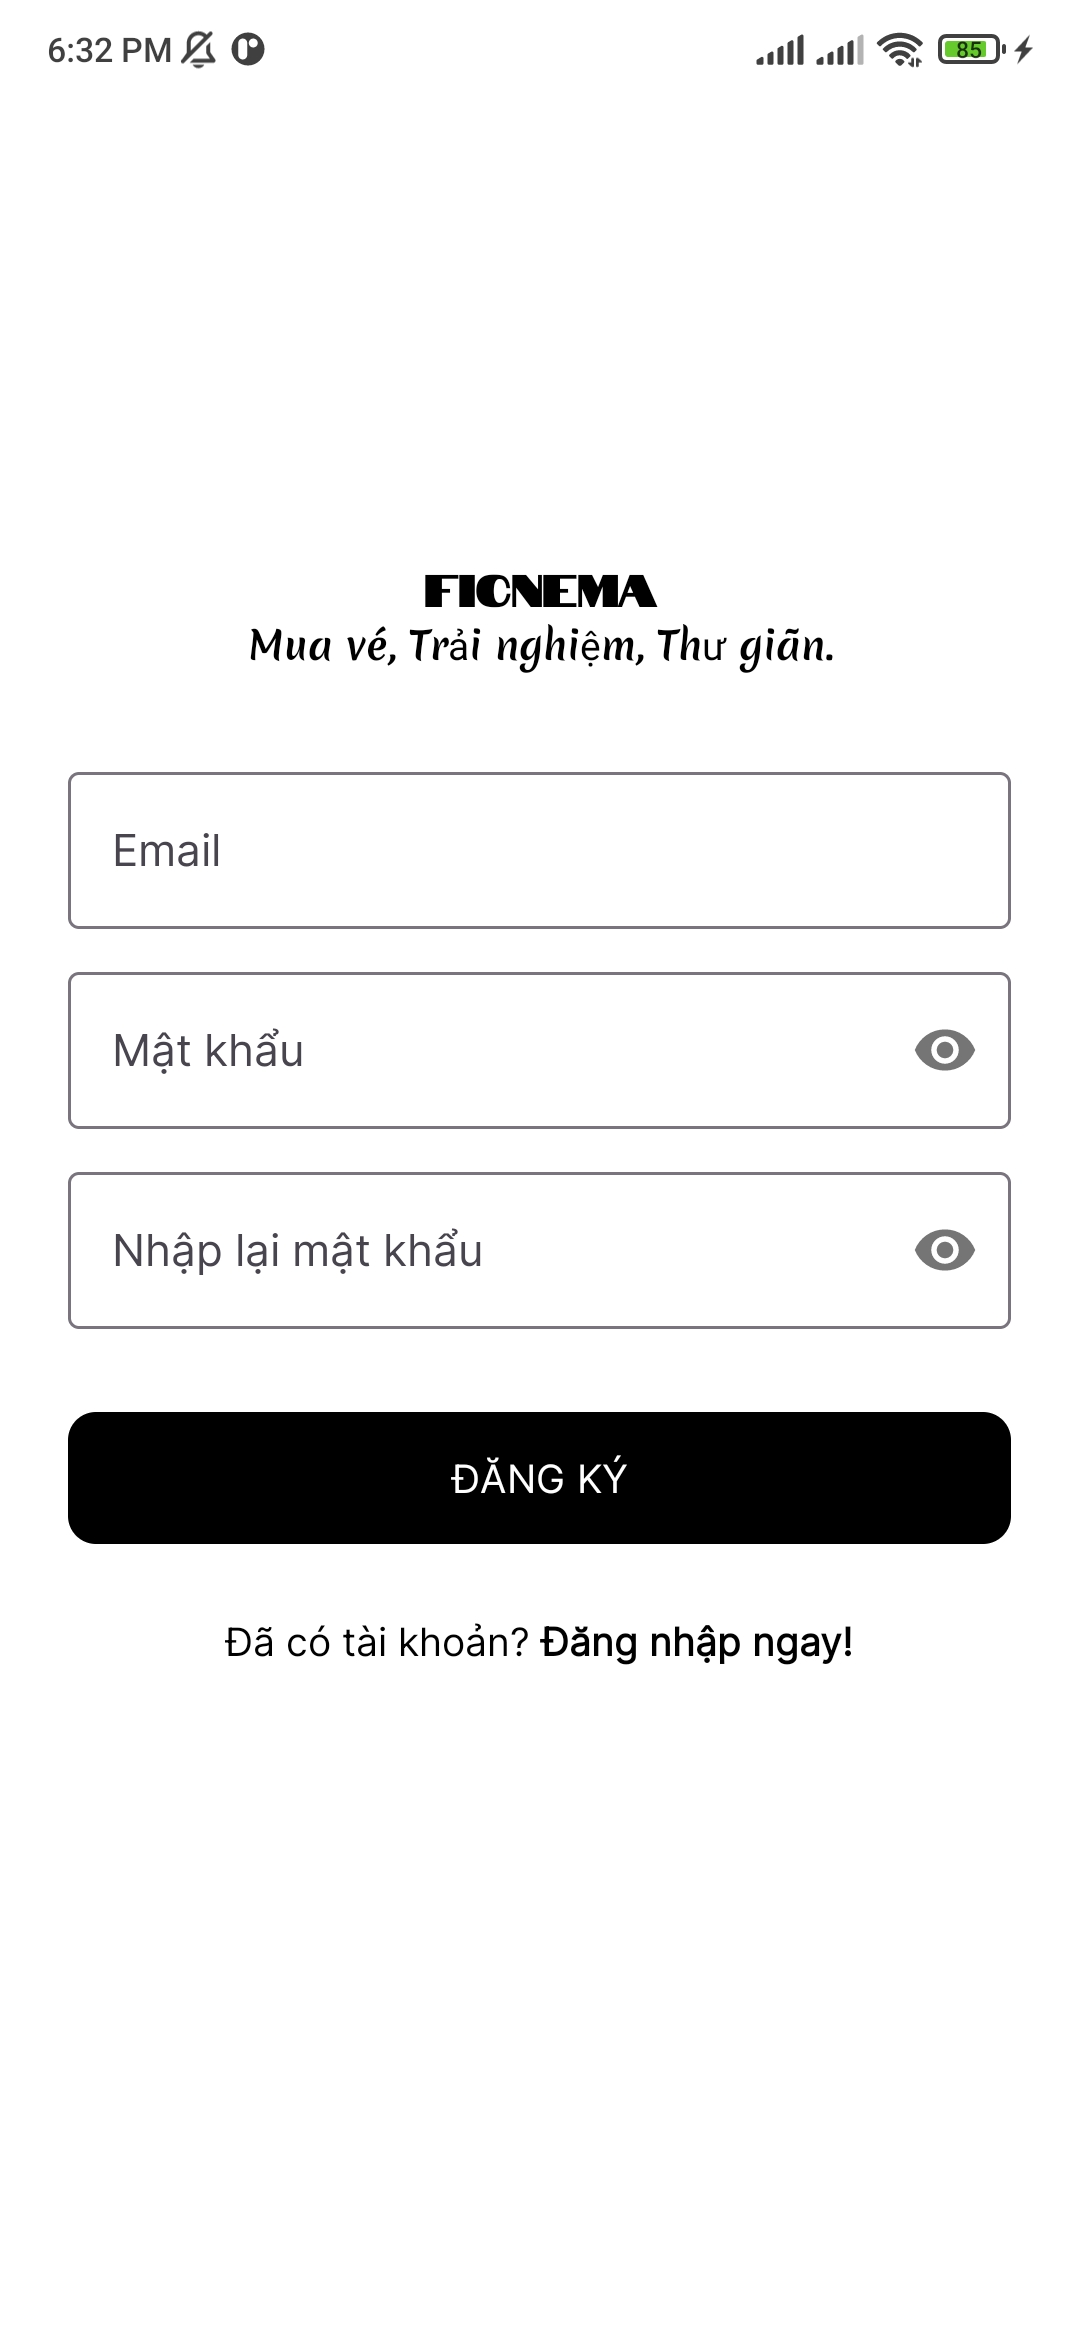 6:32 PM
85
FICNEMA
Mua vé, Trải nghiệm, Thư giãn.
Email
Mật khẩu
Nhập lại mật khẩu
ĐĂNG KÝ
Đã có tài khoản? Đăng nhập ngay!